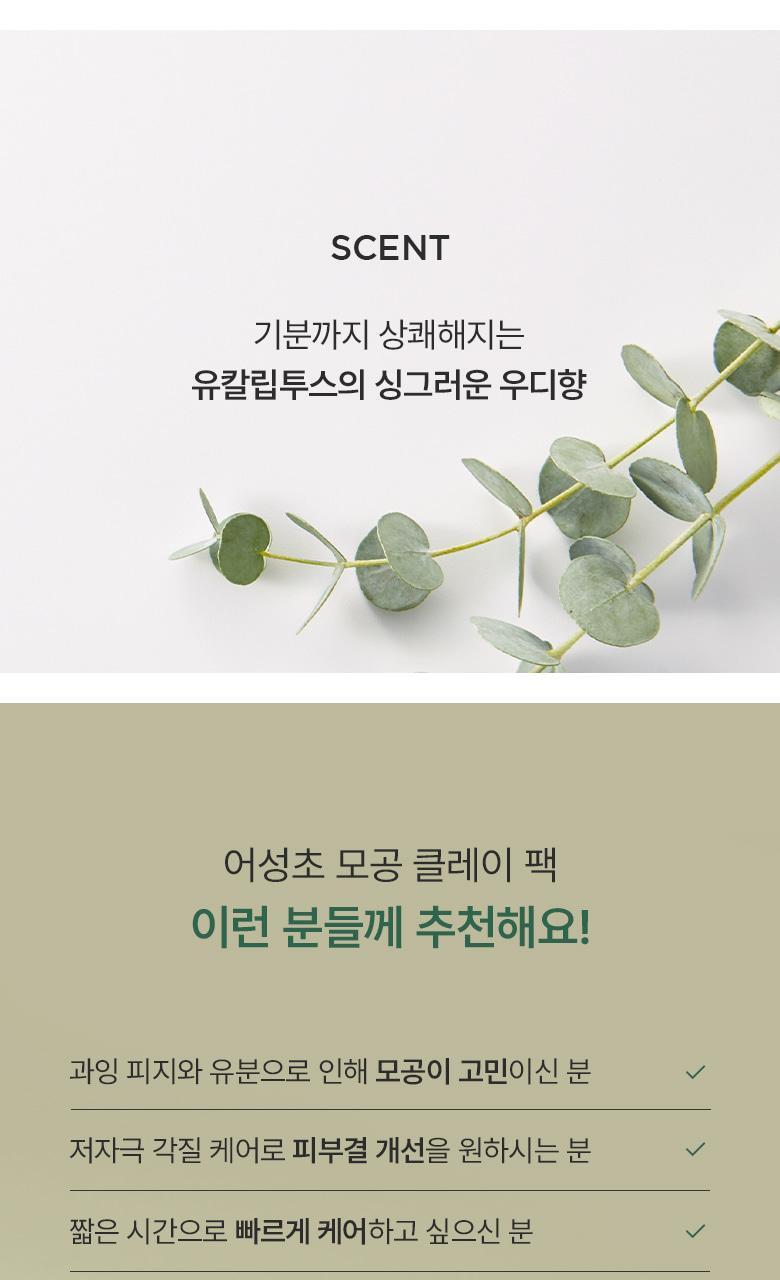 SCENT
기분까지 상쾌해지는
유칼립투스의 싱그러운 우디향
어성초 모공 클레이 팩
이런 분들께 추천해요!
과잉 피지와 유분으로 인해 모공이 고민이신 분
저자극 각질 케어로 피부결 개선을 원하시는 분
짧은 시간으로 빠르게 케어하고 싶으신 분